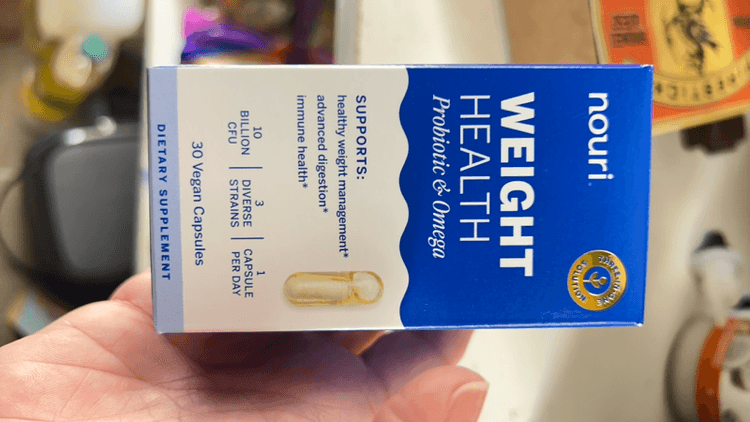 nouri
WEIGHT
HEALTH
Probiotic & Omega
SUPPORTS:
healthy weight management*
advanced digestion*
immune health*
10
BILLION
CFU
3
DIVERSE
STRAINS
1
CAPSULE
PER DAY
30 Vegan Capsules
DIETARY SUPPLEMENT
SOLUTION